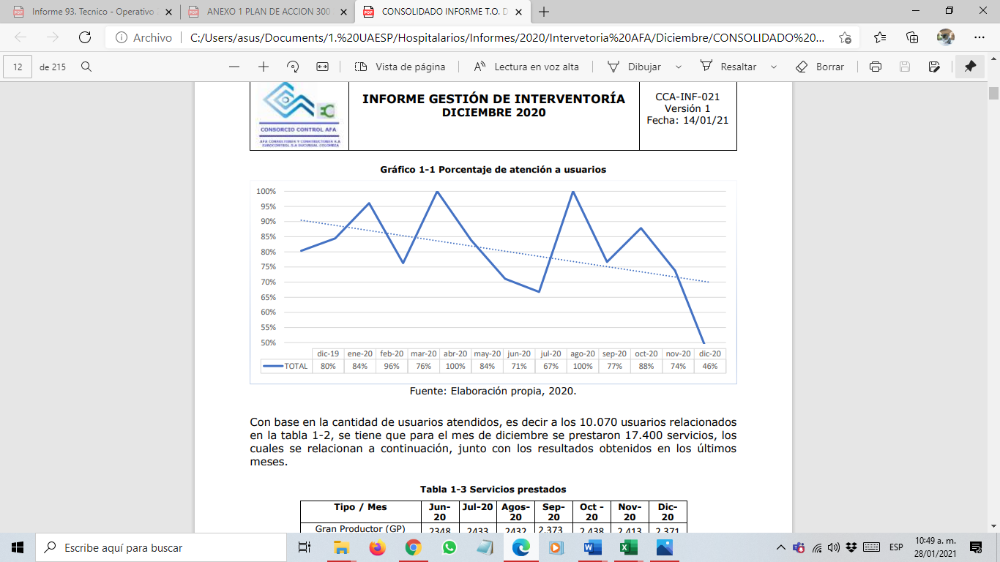 Informe 93. Tecnico - Operativo
ANEXO 1 PLAN DE ACCION 300
CONSOLIDADO INFORME T.O. D
Archivo
C:/Users/asus/Documents/1.%20UAESP/Hospitalarios/Informes/2020/Intervetoria%20AFA/Diciembre/CONSOLIDADO%20...
12 de 215
Vista de página
Lectura en voz alta
Dibujar
Resaltar
Borrar
CONSORCIO CONTROL AFA
AFA CONSULTORES Y CONSTRUCTORES S.A
EUROCONTROL S.A SUCURSAL COLOMBIA
INFORME GESTIÓN DE INTERVENTORÍA
DICIEMBRE 2020
CCA-INF-021
Versión 1
Fecha: 14/01/21
Gráfico 1-1 Porcentaje de atención a usuarios
100%
95%
90%
85%
80%
75%
70%
65%
60%
55%
50%
dic-19 ene-20 feb-20 mar-20 abr-20 may-20 jun-20 jul-20 ago-20 sep-20 oct-20 nov-20 dic-20
TOTAL 80% 84% 96% 76% 100% 84% 71% 67% 100% 77% 88% 74% 46%
Fuente: Elaboración propia, 2020.
Con base en la cantidad de usuarios atendidos, es decir a los 10.070 usuarios relacionados
en la tabla 1-2, se tiene que para el mes de diciembre se prestaron 17.400 servicios, los
cuales se relacionan a continuación, junto con los resultados obtenidos en los últimos
meses.
Tabla 1-3 Servicios prestados
Tipo / Mes Jun-20 Jul-20 Agos-20 Sep-20 Oct -20 Nov-20 Dic-20
Gran Productor (GP) 2348 2433 2432 2.373 2.438 2.413 2.371
Escribe aquí para buscar
ESP
10:49 a. m.
28/01/2021